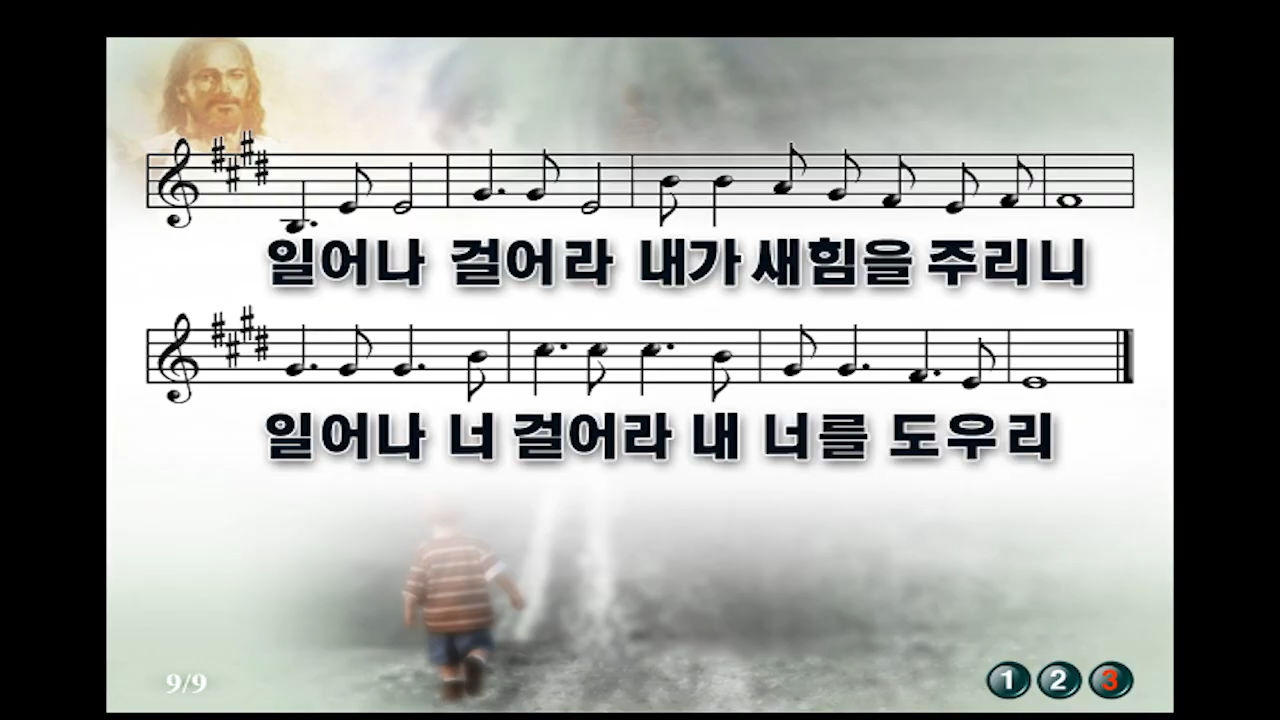 일어나 걸어라 내가 새힘을 주리니
일어나 너 걸어라 내 너를 도우리
9/9
1 2 3